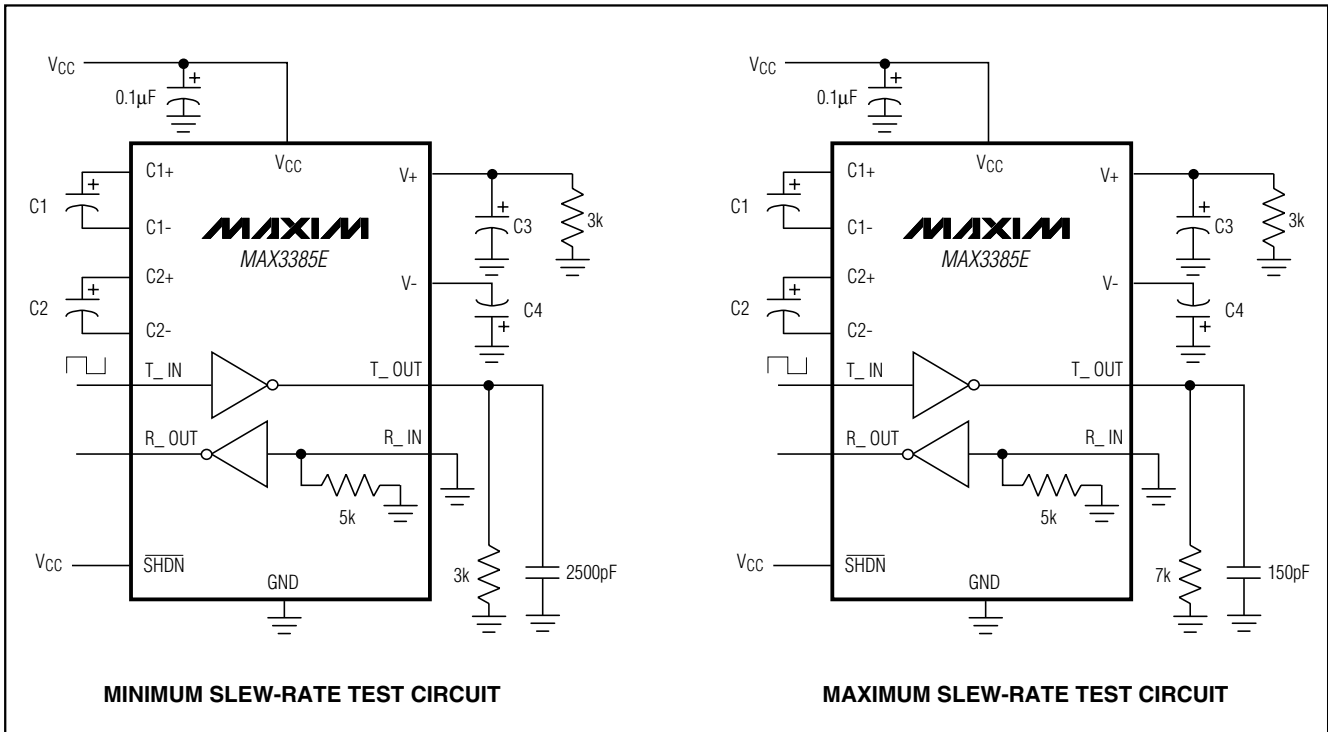 VCC
+
0.1µF
VCC
C1+
V+
+
C1
+
C3
3k
C1-
MAXIM
MAX3385E
C2+
V-
+
C2
C4
+
C2-
T_ IN
T_ OUT
R_ OUT
R_ IN
5k
VCC
SHDN
3k
2500pF
GND
MINIMUM SLEW-RATE TEST CIRCUIT
VCC
+
0.1µF
VCC
C1+
V+
+
C1
+
C3
3k
C1-
MAXIM
MAX3385E
C2+
V-
+
C2
C4
+
C2-
T_ IN
T_ OUT
R_ OUT
R_ IN
5k
VCC
SHDN
7k
150pF
GND
MAXIMUM SLEW-RATE TEST CIRCUIT